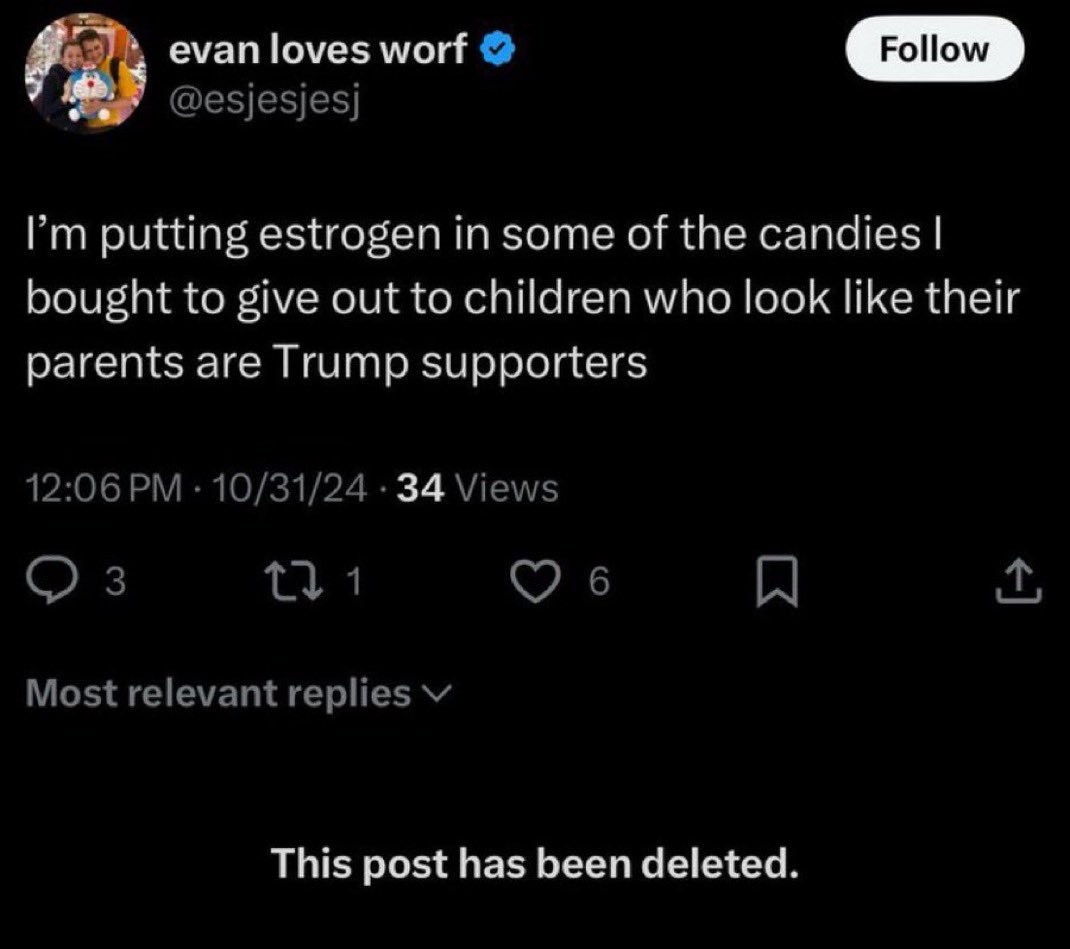 evan loves worf
Follow
@esjesjesj
I’m putting estrogen in some of the candies I
bought to give out to children who look like their
parents are Trump supporters
12:06 PM · 10/31/24 · 34 Views
3 1 6
Most relevant replies
This post has been deleted.